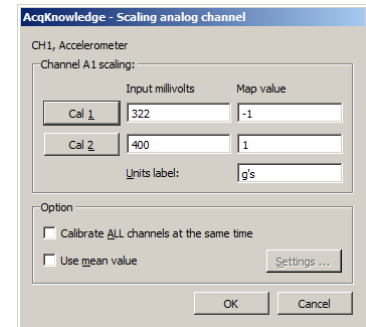 AcqKnowledge - Scaling analog channel
CH1, Accelerometer
Channel A1 scaling:
Input millivolts Map value
Cal 1 322 -1
Cal 2 400 1
Units label: g's
Option
Calibrate ALL channels at the same time
Use mean value Settings ...
OK Cancel